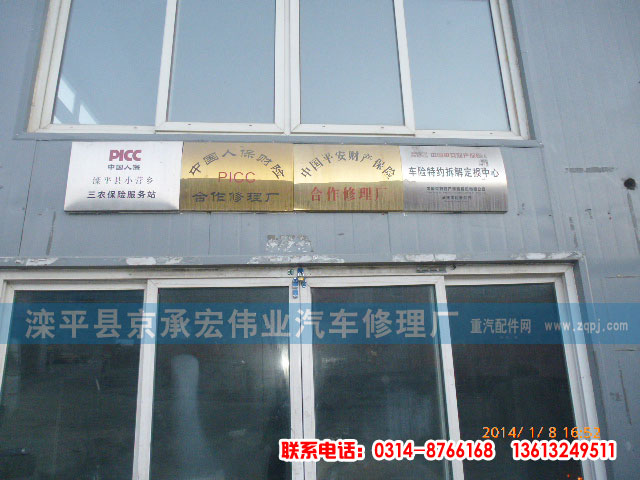 PICC
中国人保
滦平县小营乡
三农保险服务站
中国人保财险
PICC
合作修理厂
中国平安财产保险
合作修理厂
车险特约拆解定损中心
滦平县京承宏伟业汽车修理厂
重汽配件网
www.zqpj.com
2014/ 1/ 8 16:52
联系电话：0314-8766168 13613249511